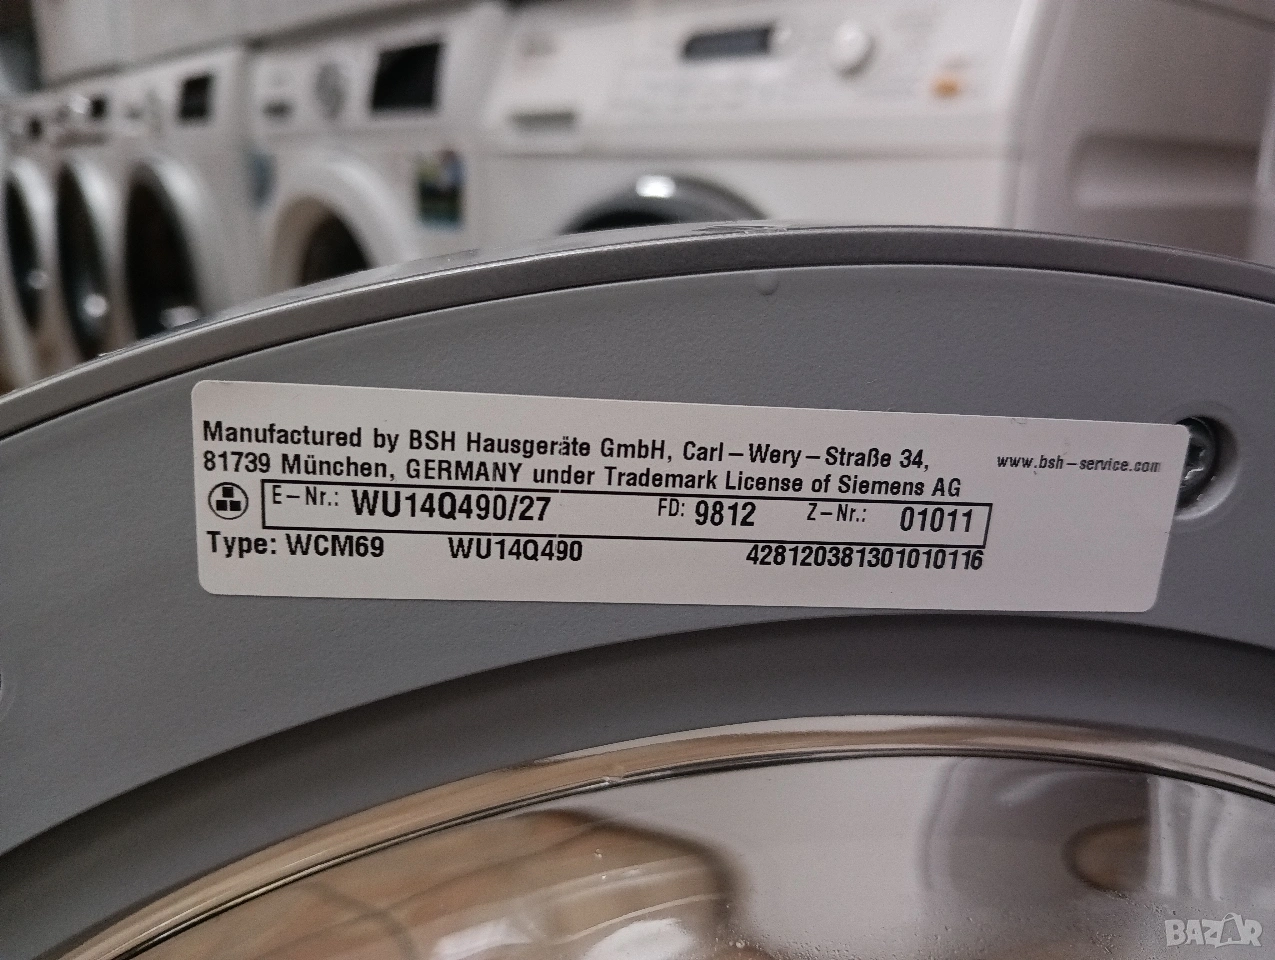 Manufactured by BSH Hausgeräte GmbH, Carl-Wery-Straße 34,
81739 München, GERMANY under Trademark License of Siemens AG
www.bsh-service.com
E-Nr.: WU14Q490/27 FD: 9812 Z-Nr.: 01011
Type: WCM69 WU14Q490 428120381301010116
BAZAR